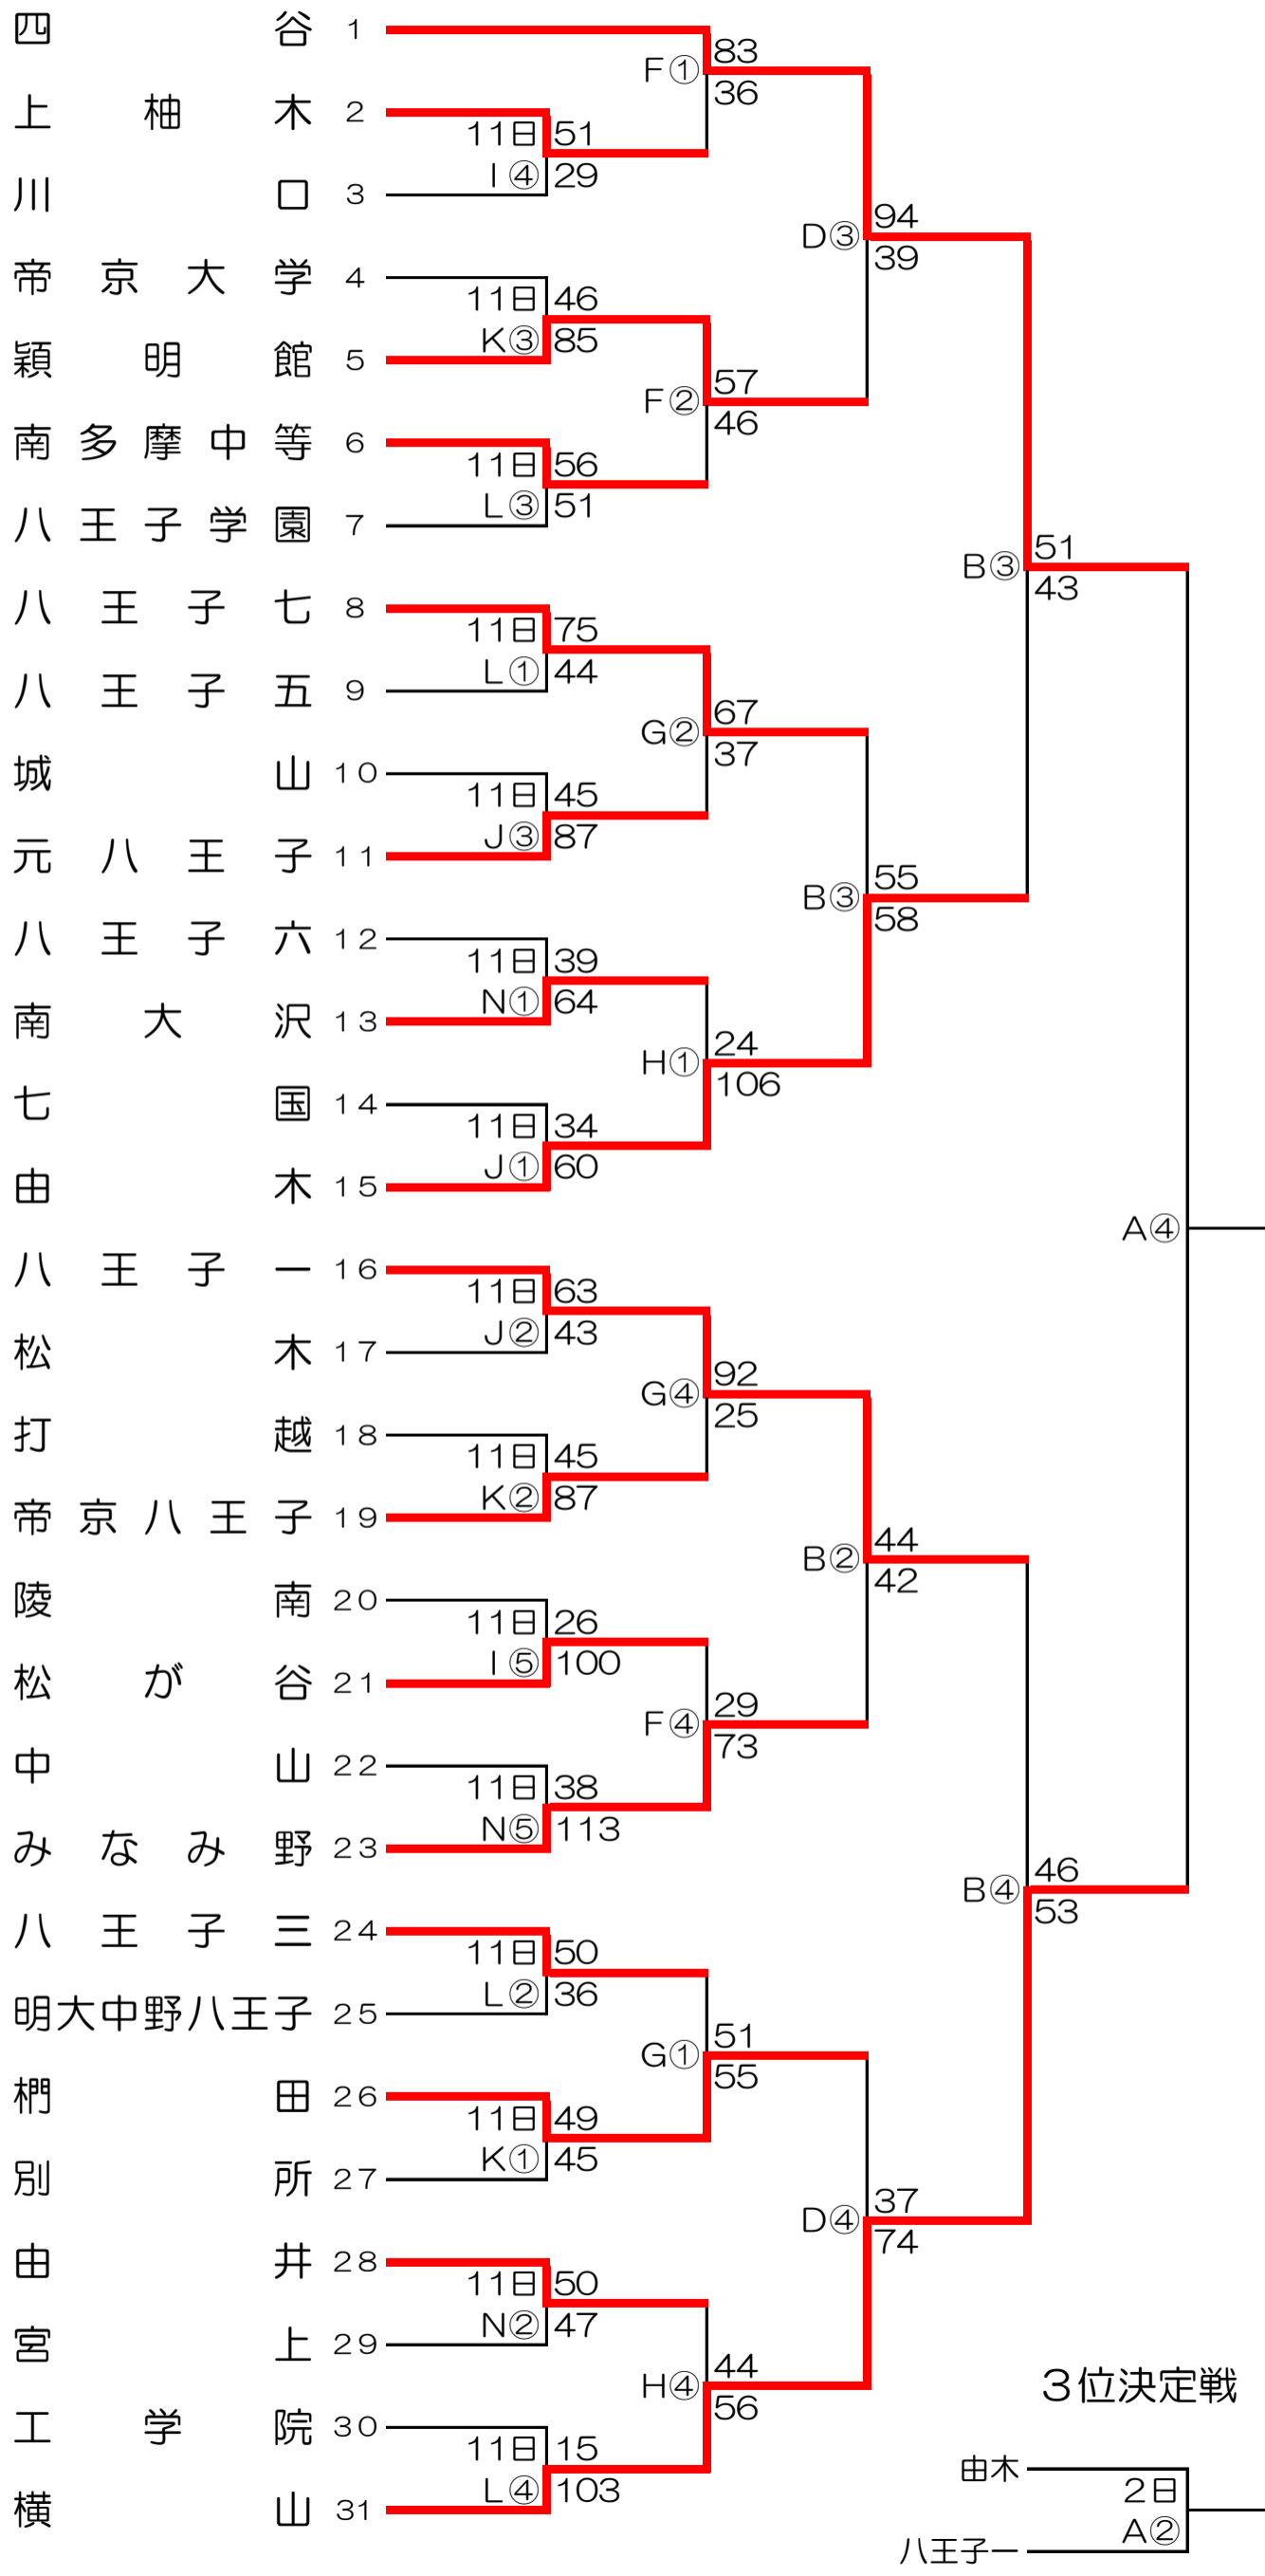 四谷 1
83
F①
36
上柚木 2
11日 51
I④ 29
川口 3
94
D③
39
帝京大学 4
11日 46
K③ 85
穎明館 5
57
F②
46
南多摩中等 6
11日 56
L③ 51
八王子学園 7
51
B③
43
八王子七 8
11日 75
L① 44
八王子五 9
67
G②
37
城山 10
11日 45
J③ 87
元八王子 11
55
B③
58
八王子六 12
11日 39
N① 64
南大沢 13
24
H①
106
七国 14
11日 34
J① 60
由木 15
A④
八王子一 16
11日 63
J② 43
松木 17
92
G④
25
打越 18
11日 45
K② 87
帝京八王子 19
44
B②
42
陵南 20
11日 26
I⑤ 100
松が谷 21
29
F④
73
中山 22
11日 38
N⑤ 113
みなみ野 23
46
B④
53
八王子三 24
11日 50
L② 36
明大中野八王子 25
51
G①
55
椚田 26
11日 49
K① 45
別所 27
37
D④
74
由井 28
11日 50
N② 47
宮上 29
44
H④
56
3位決定戦
工学院 30
11日 15
L④ 103
横山 31
由木
2日
A②
八王子一